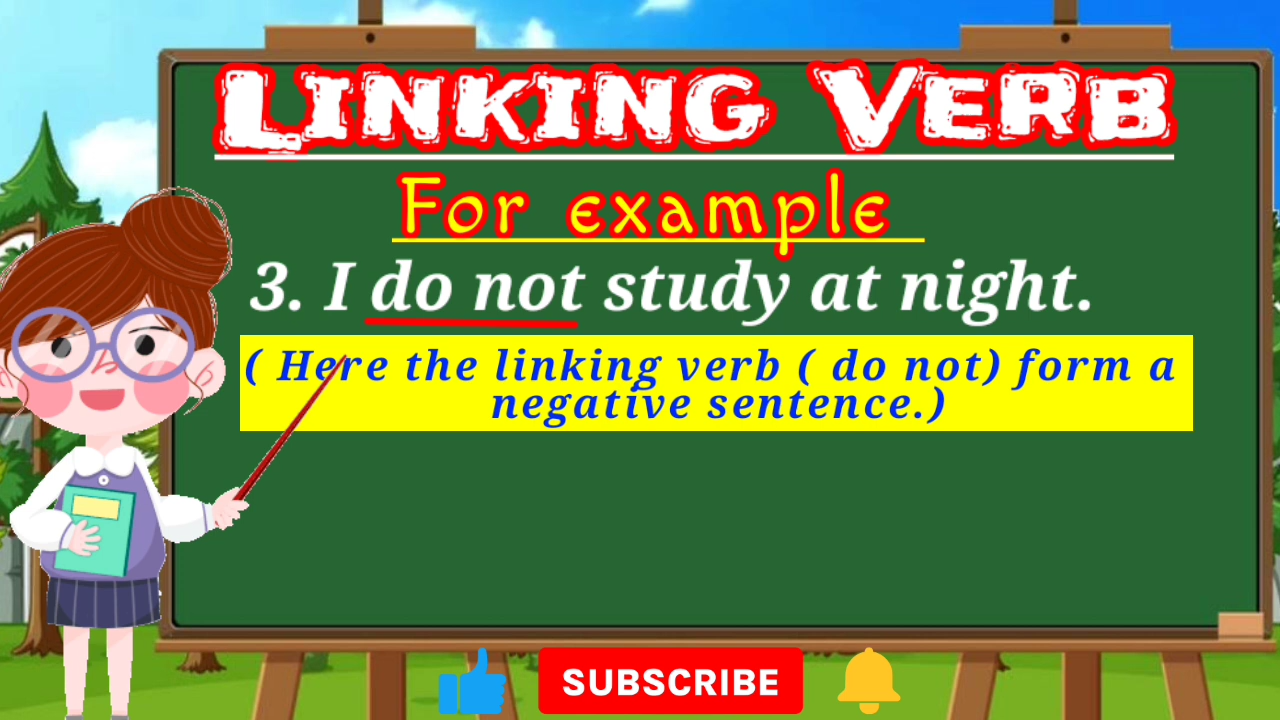 LINKING VERB
For example
3. I do not study at night.
( Here the linking verb ( do not) form a
negative sentence.)
SUBSCRIBE